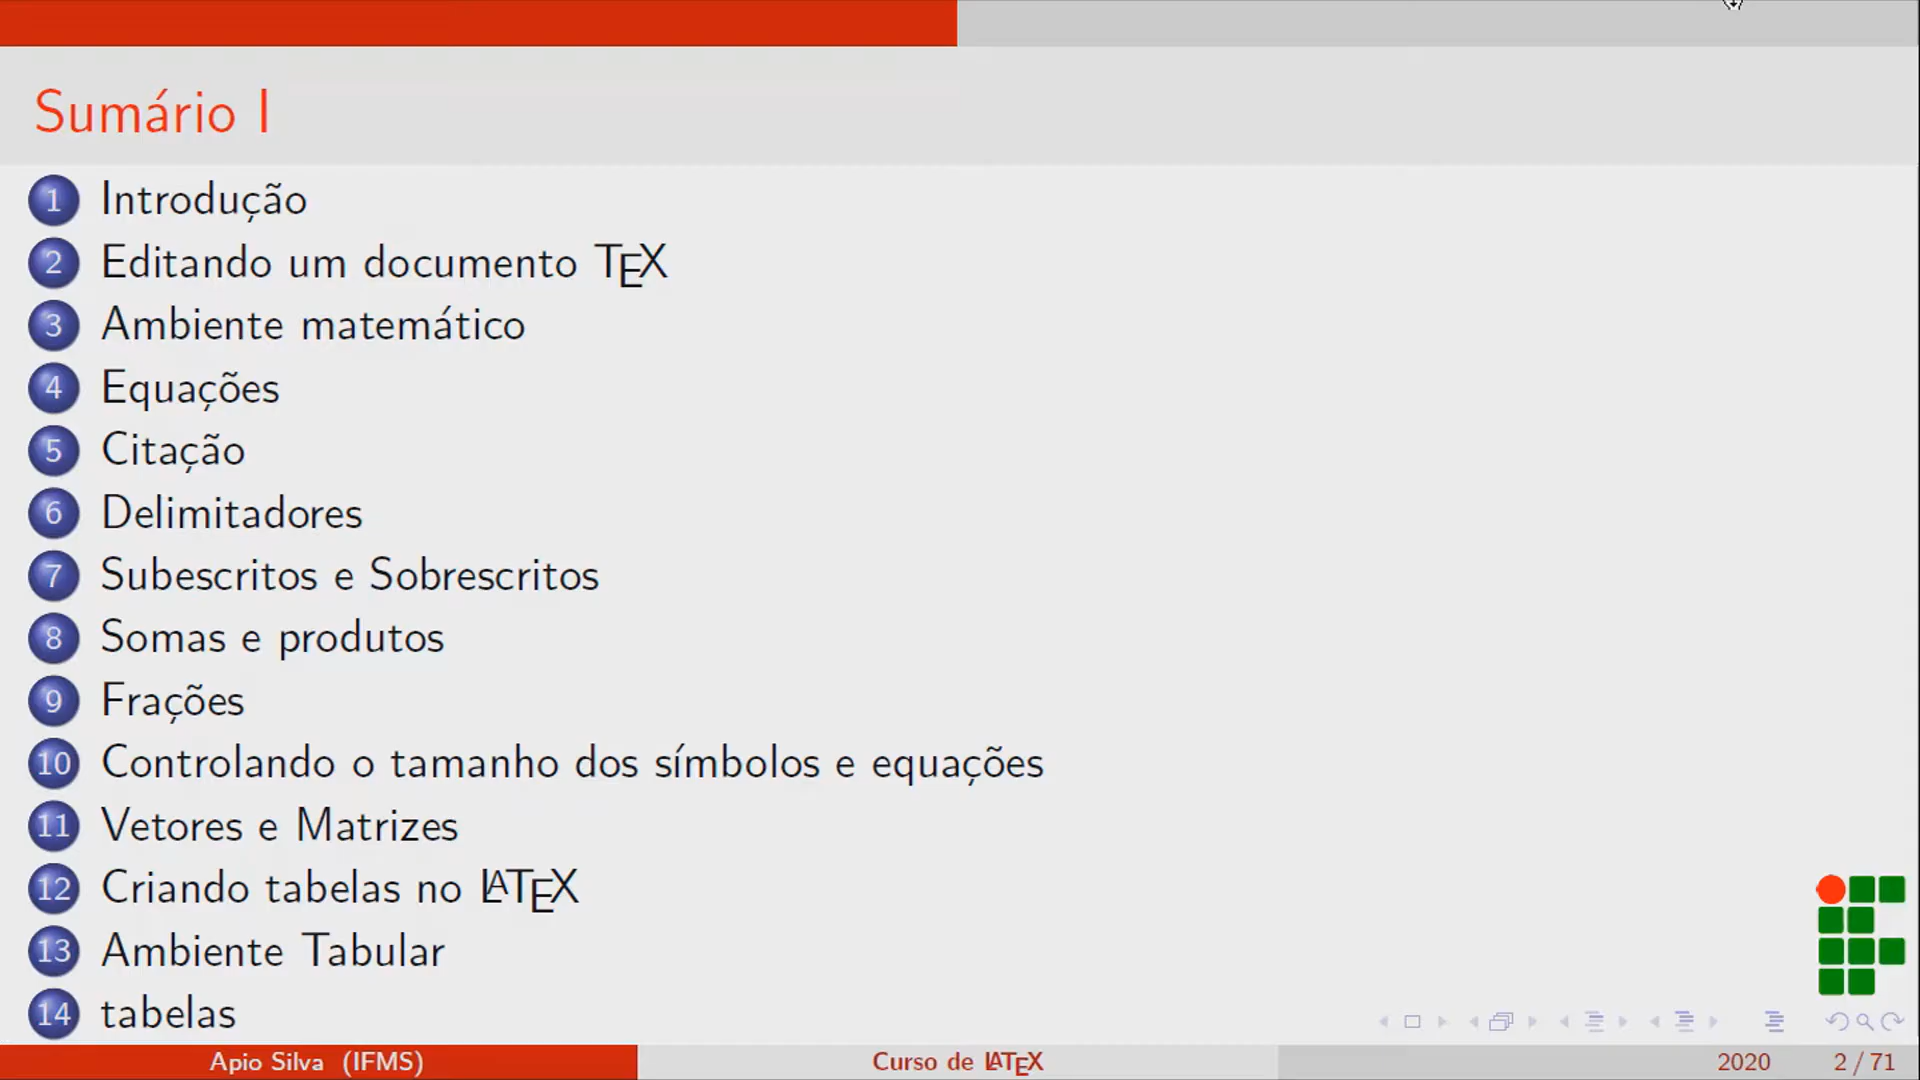 Sumário I
1 Introdução
2 Editando um documento TEX
3 Ambiente matemático
4 Equações
5 Citação
6 Delimitadores
7 Subescritos e Sobrescritos
8 Somas e produtos
9 Frações
10 Controlando o tamanho dos símbolos e equações
11 Vetores e Matrizes
12 Criando tabelas no LATEX
13 Ambiente Tabular
14 tabelas
Apio Silva (IFMS) Curso de LATEX 2020 2 / 71